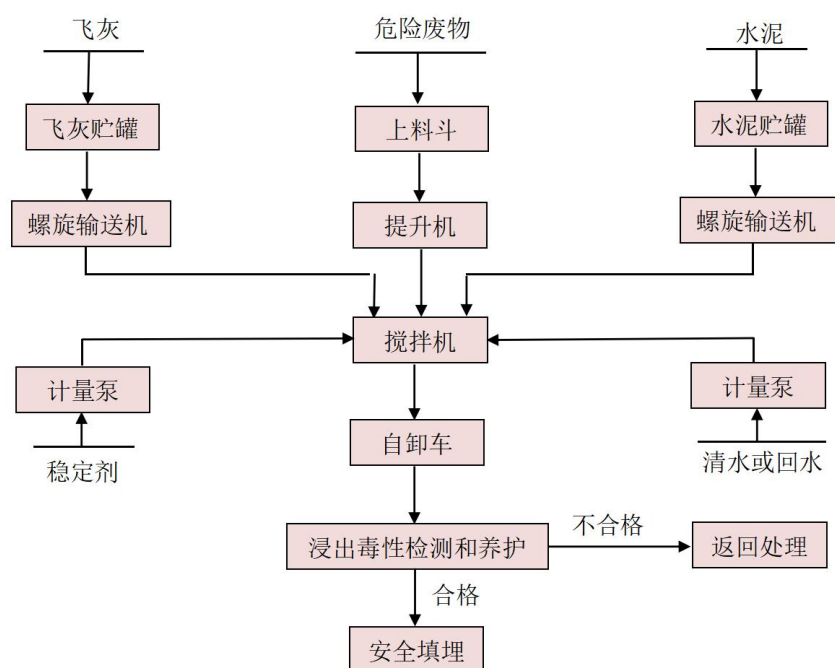 飞灰
危险废物
水泥
飞灰贮罐
上料斗
水泥贮罐
螺旋输送机
提升机
螺旋输送机
搅拌机
计量泵
计量泵
自卸车
稳定剂
清水或回水
浸出毒性检测和养护
不合格
返回处理
合格
安全填埋